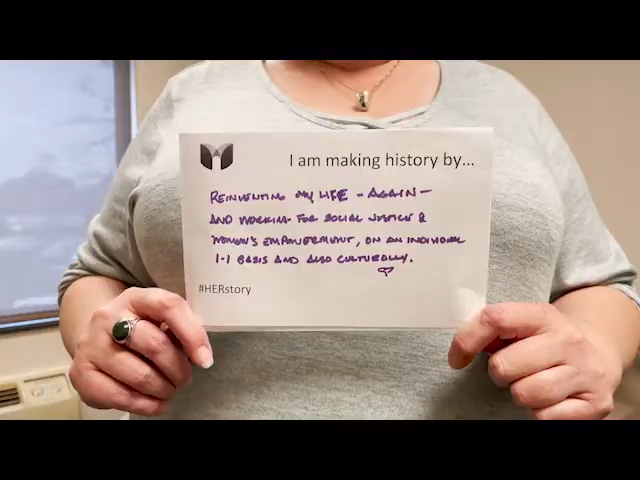 I am making history by...
REINVENTING MY LIFE - AGAIN -
AND WORKING FOR SOCIAL JUSTICE &
WOMEN'S EMPOWERMENT, ON AN INDIVIDUAL
1-1 BASIS AND ALSO CULTURALLY.
#HERstory